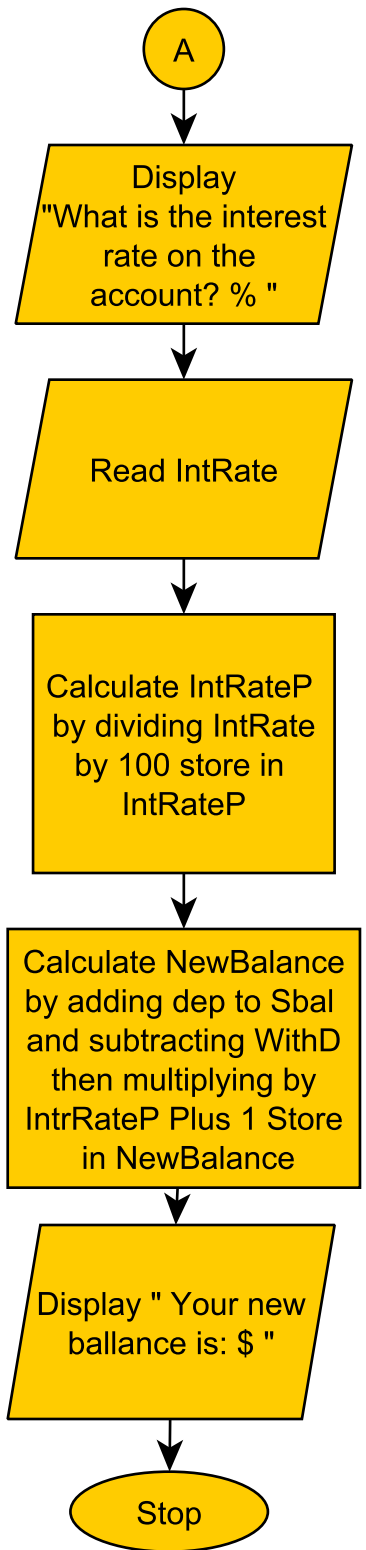 A
Display
"What is the interest
rate on the
account? % "
Read IntRate
Calculate IntRateP
by dividing IntRate
by 100 store in
IntRateP
Calculate NewBalance
by adding dep to Sbal
and subtracting WithD
then multiplying by
IntrRateP Plus 1 Store
in NewBalance
Display " Your new
ballance is: $ "
Stop